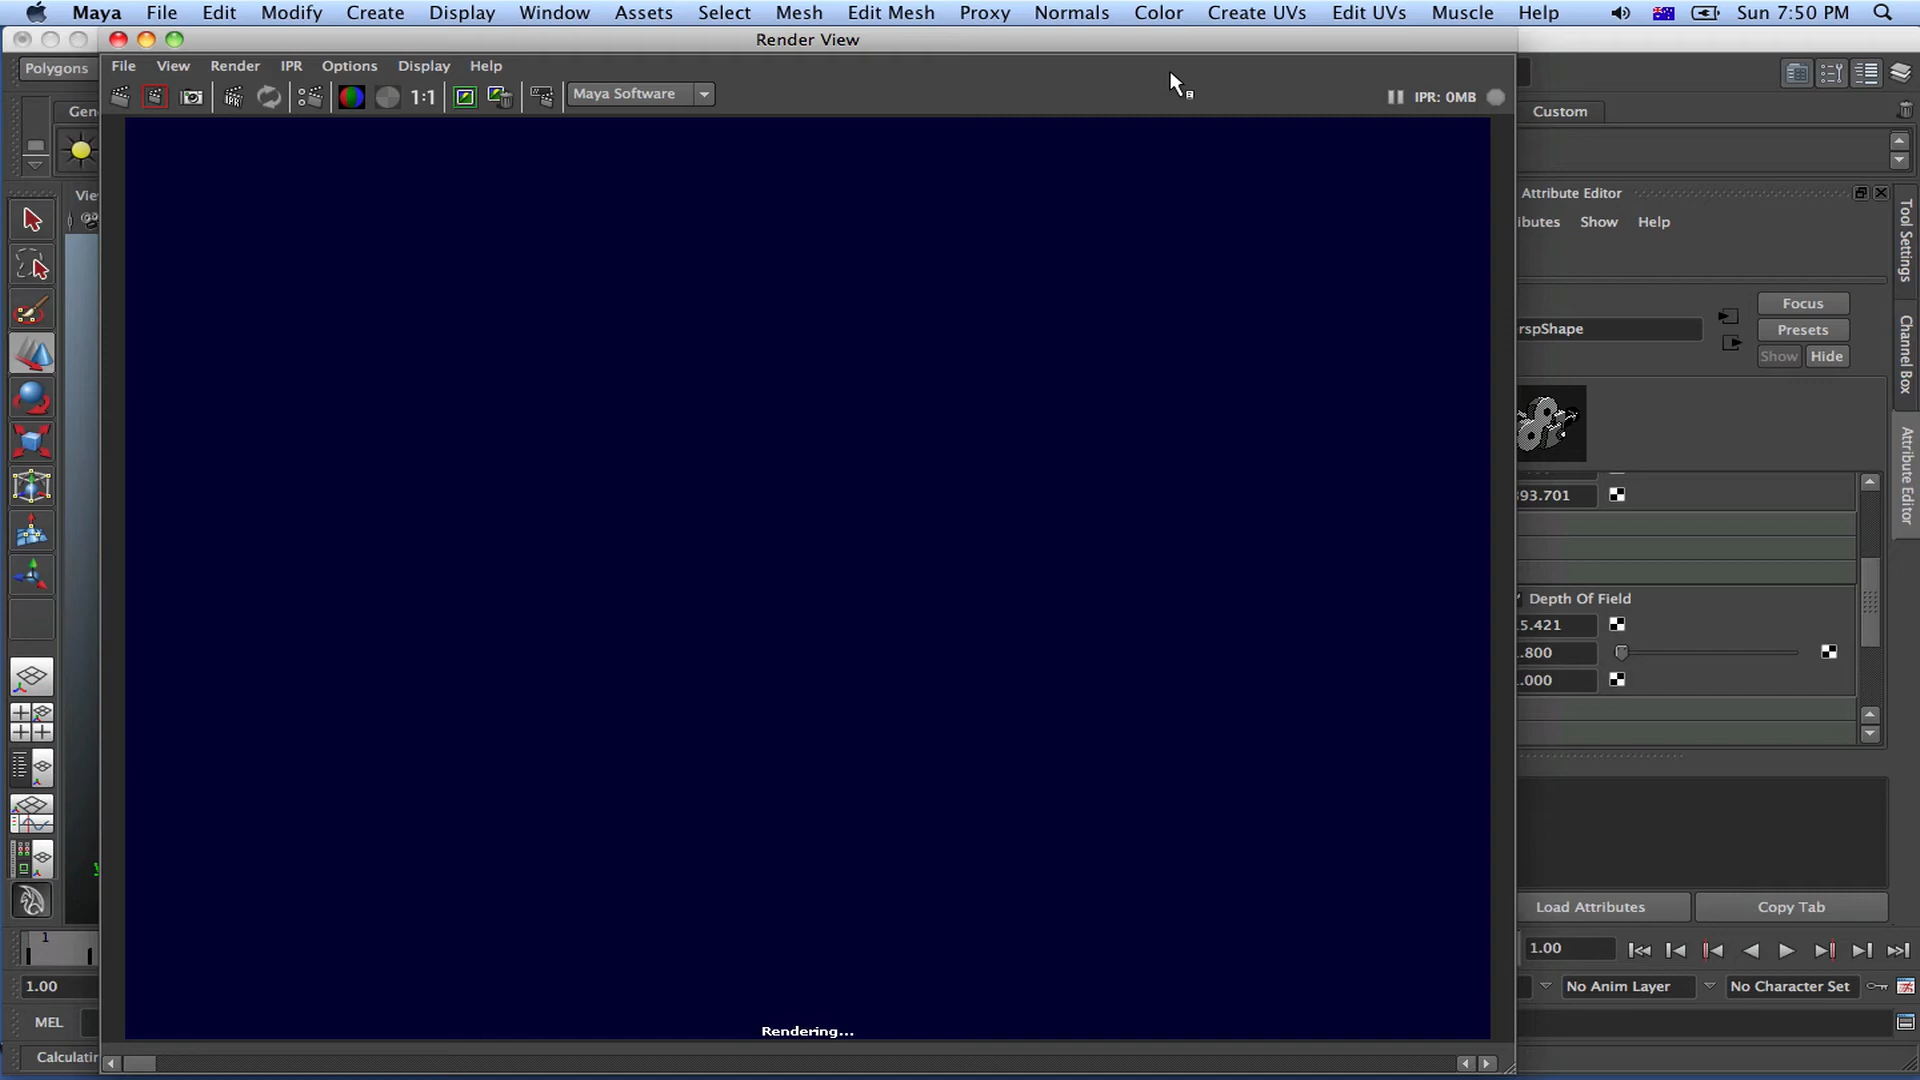 Maya File Edit Modify Create Display Window Assets Select Mesh Edit Mesh Proxy Normals Color Create UVs Edit UVs Muscle Help Sun 7:50 PM
Render View
Polygons
File View Render IPR Options Display Help
1:1
Maya Software
IPR: 0MB
Gen
Custom
View
Attribute Editor
ibutes Show Help
Tool Settings
Channel Box
Attribute Editor
Focus
rspShape
Presets
Show Hide
93.701
Depth Of Field
5.421
.800
.000
Load Attributes Copy Tab
1
1.00
1.00
No Anim Layer No Character Set
MEL
Rendering...
Calculatin